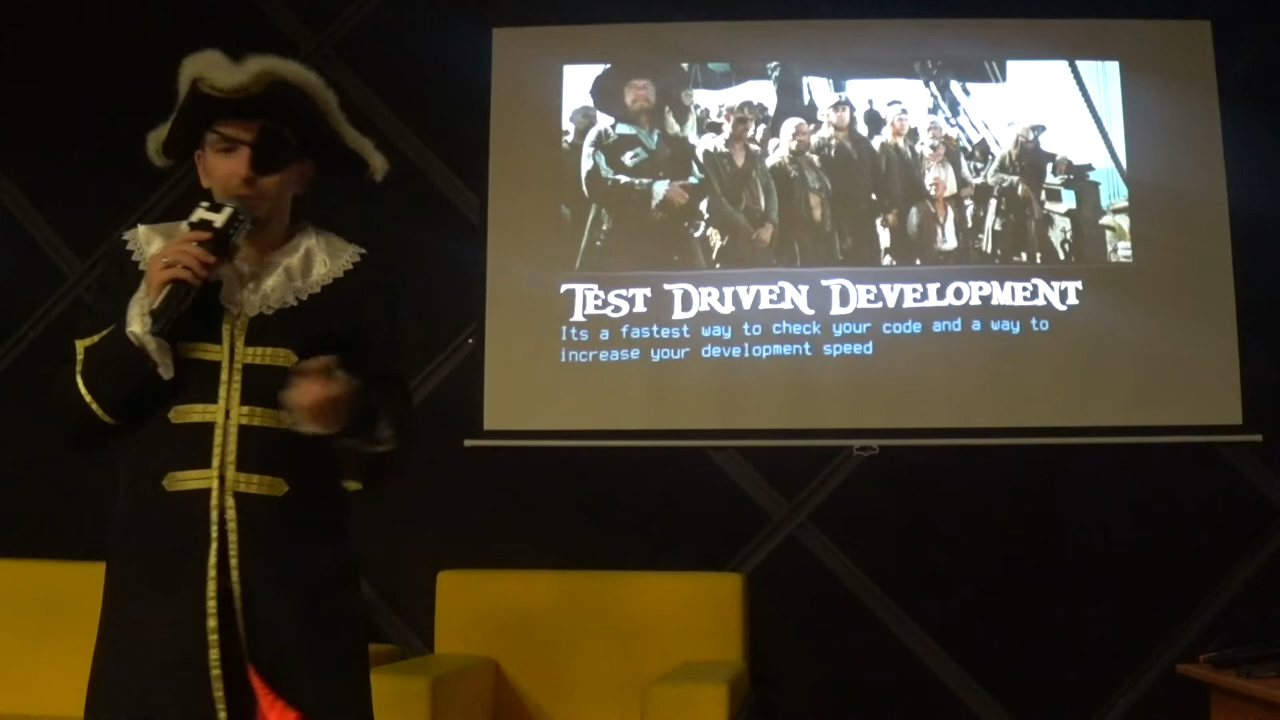 TEST DRIVEN DEVELOPMENT
Its a fastest way to check your code and a way to
increase your development speed